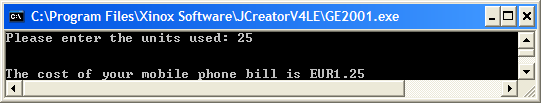 C:\Program Files\Xinox Software\JCreatorV4LE\GE2001.exe
Please enter the units used: 25
The cost of your mobile phone bill is EUR1.25